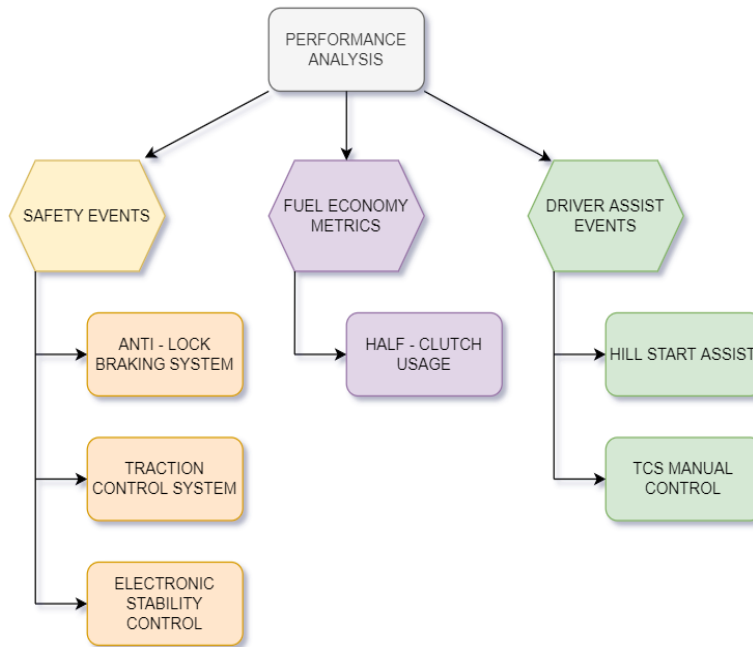 PERFORMANCE
ANALYSIS
SAFETY EVENTS
FUEL ECONOMY
METRICS
DRIVER ASSIST
EVENTS
ANTI - LOCK
BRAKING SYSTEM
HALF - CLUTCH
USAGE
HILL START ASSIST
TRACTION
CONTROL SYSTEM
TCS MANUAL
CONTROL
ELECTRONIC
STABILITY
CONTROL